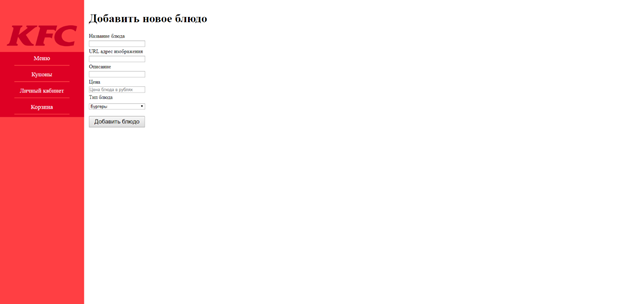 KFC
Меню
Купоны
Личный кабинет
Корзина
Добавить новое блюдо
Название блюда
URL адрес изображения
Описание
Цена
Цена блюда в рублях
Тип блюда
Бургеры
Добавить блюдо